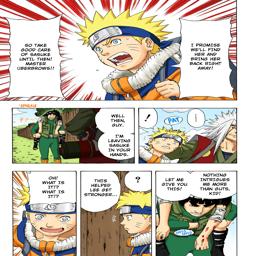 SO TAKE
GOOD CARE
OF SASUKE
UNTIL THEN!
MASTER
UBERBROWS!!
I PROMISE
WE'LL FIND
HER AND
BRING HER
BACK RIGHT
AWAY!
WELL
THEN,
GUY,
I'M
LEAVING
SASUKE
IN YOUR
HANDS.
PAT
OH!
WHAT IS
IT!?
WHAT IS
IT!?
THIS
HELPED
LEE GET
STRONGER...
?
LET ME
GIVE YOU
THIS!
NOTHING
INTRIGUES
ME MORE
THAN GUTS,
KID!